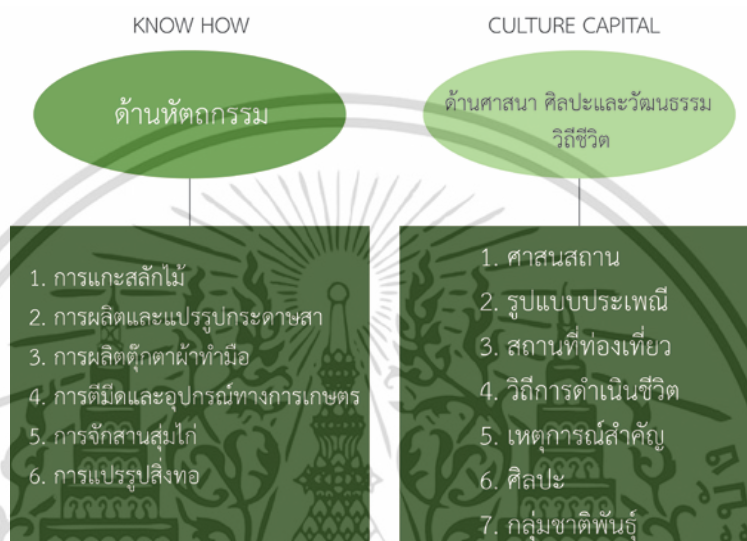 KNOW HOW
ด้านหัตถกรรม
1. การแกะสลักไม้
2. การผลิตและแปรรูปกระดาษสา
3. การผลิตตุ๊กตาผ้าทำมือ
4. การตีมีดและอุปกรณ์ทางการเกษตร
5. การจักสานสุ่มไก่
6. การแปรรูปสิ่งทอ
CULTURE CAPITAL
ด้านศาสนา ศิลปะและวัฒนธรรม
วิถีชีวิต
1. ศาสนสถาน
2. รูปแบบประเพณี
3. สถานที่ท่องเที่ยว
4. วิถีการดำเนินชีวิต
5. เหตุการณ์สำคัญ
6. ศิลปะ
7. กลุ่มชาติพันธุ์